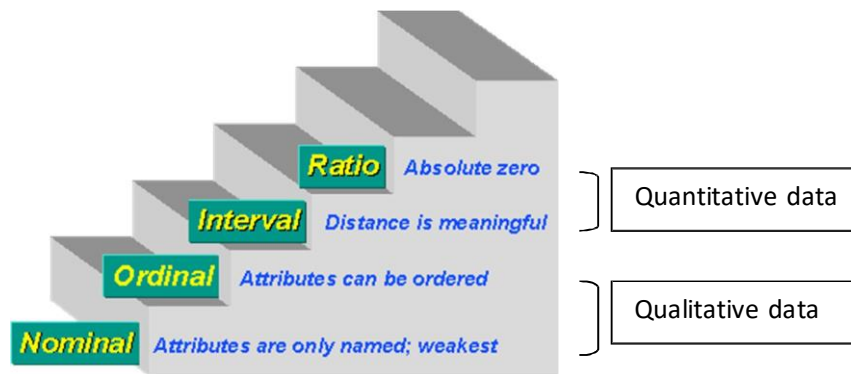 Ratio Absolute zero
Quantitative data
Interval Distance is meaningful
Ordinal Attributes can be ordered
Qualitative data
Nominal Attributes are only named; weakest